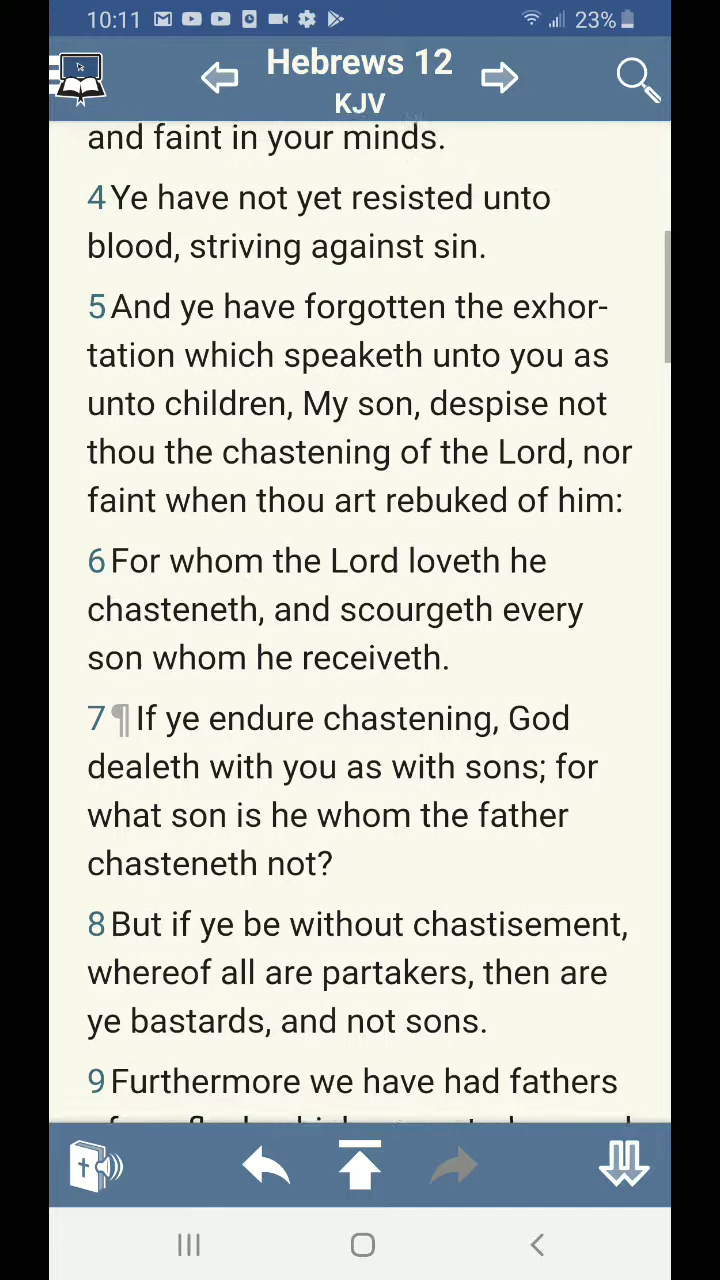 10:11 23%
Hebrews 12
KJV
and faint in your minds.
4 Ye have not yet resisted unto
blood, striving against sin.
5 And ye have forgotten the exhor-
tation which speaketh unto you as
unto children, My son, despise not
thou the chastening of the Lord, nor
faint when thou art rebuked of him:
6 For whom the Lord loveth he
chasteneth, and scourgeth every
son whom he receiveth.
7 ¶ If ye endure chastening, God
dealeth with you as with sons; for
what son is he whom the father
chasteneth not?
8 But if ye be without chastisement,
whereof all are partakers, then are
ye bastards, and not sons.
9 Furthermore we have had fathers